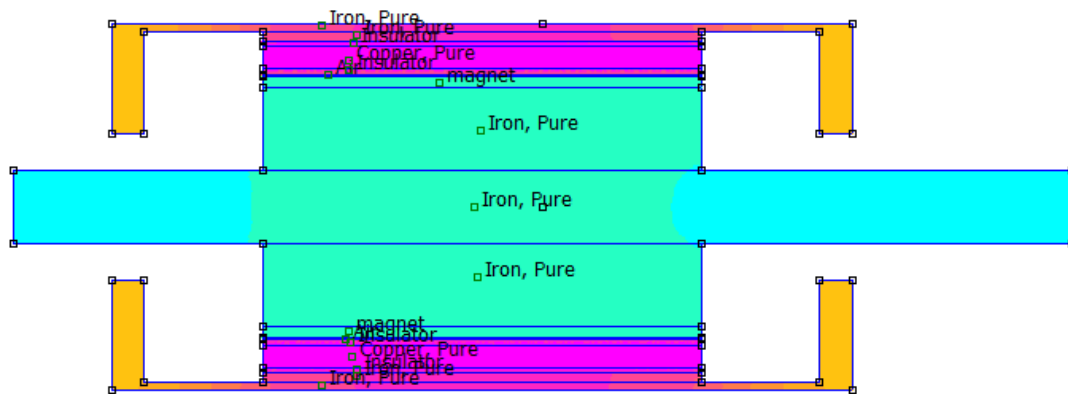 Iron, Pure
Iron, Pure
Insulator
Copper, Pure
Insulator
Air
magnet
Iron, Pure
Iron, Pure
Iron, Pure
magnet
Air
Insulator
Copper, Pure
Insulator
Iron, Pure
Iron, Pure